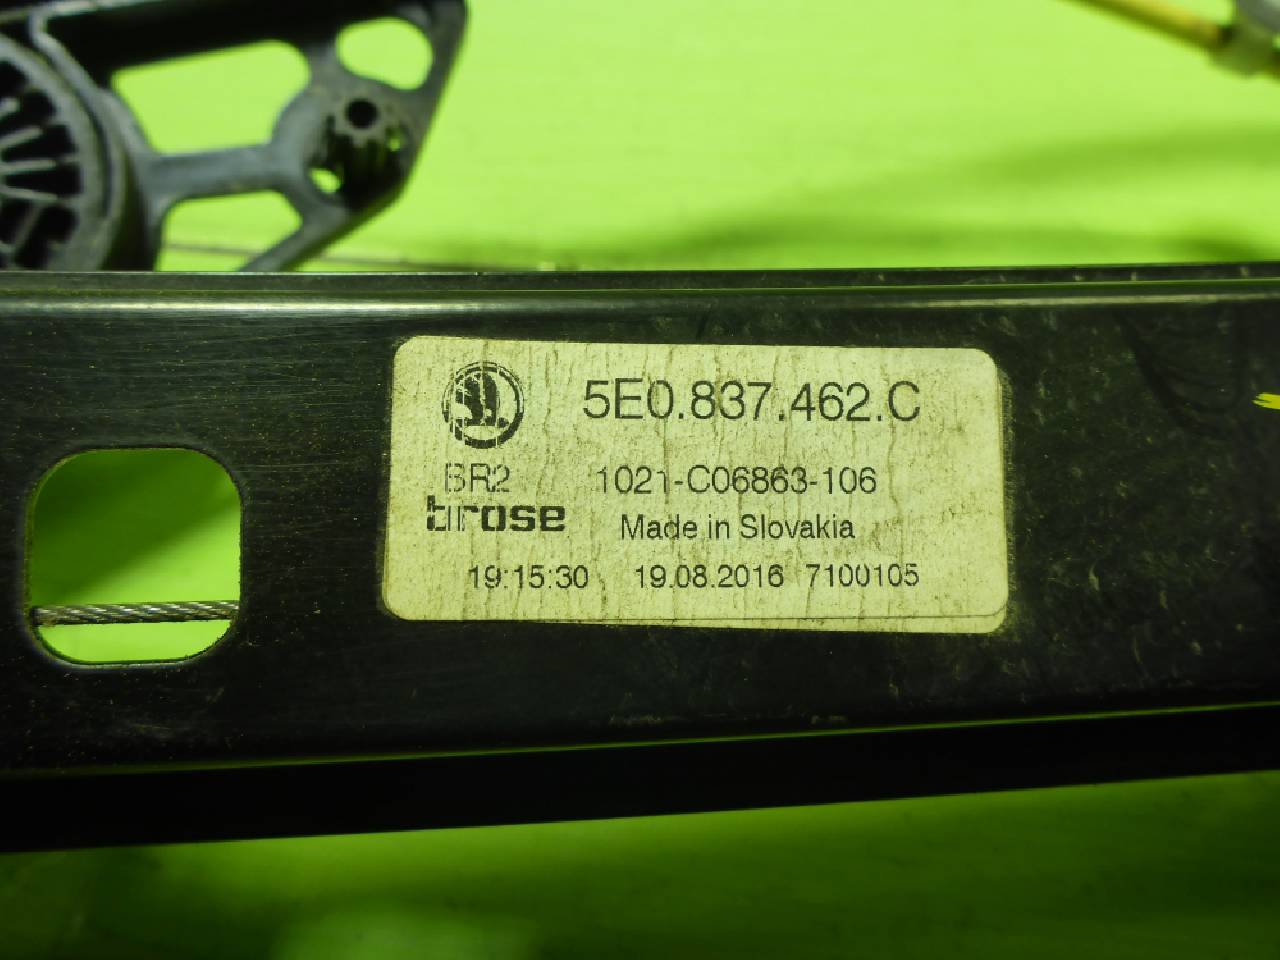 5E0.837.462.C
BR2 1021-C06863-106
brose Made in Slovakia
19:15:30 19.08.2016 7100105